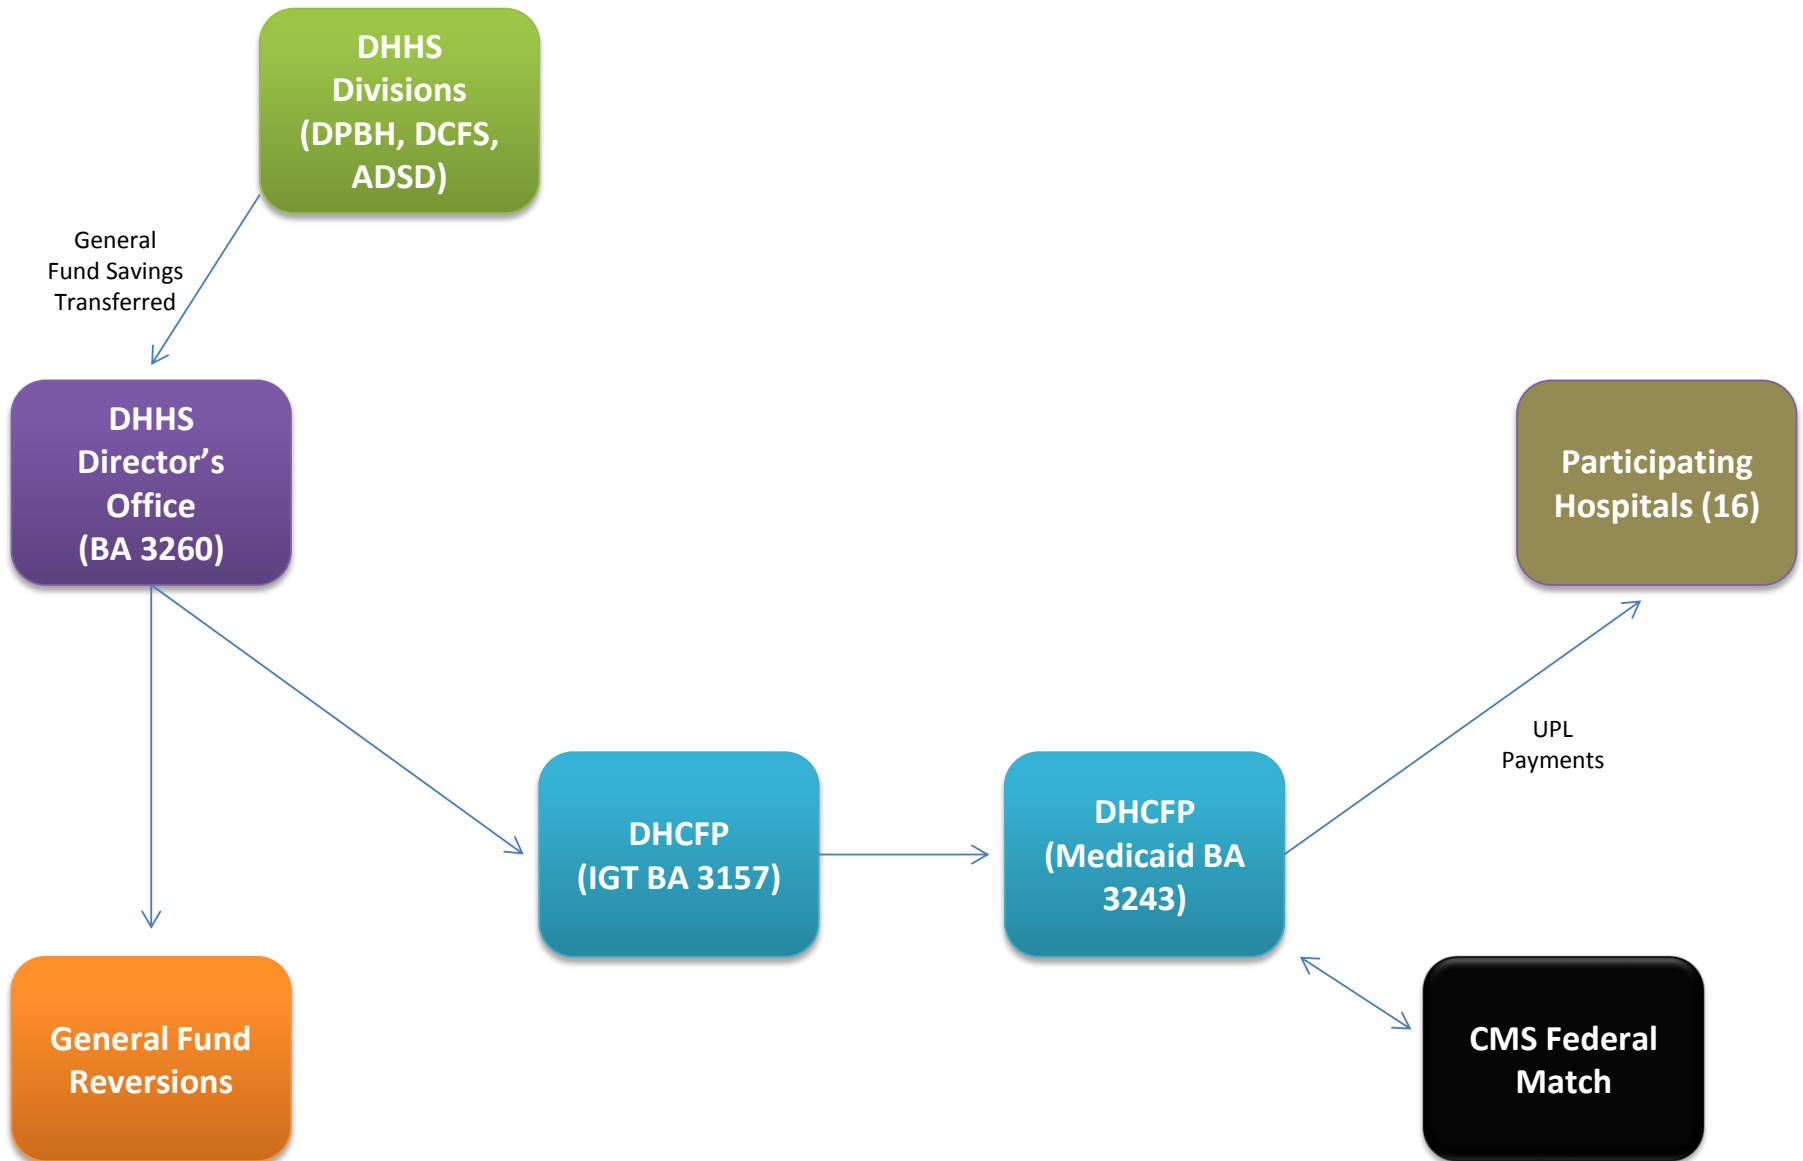 DHHS
Divisions
(DPBH, DCFS,
ADSD)
General
Fund Savings
Transferred
DHHS
Director’s
Office
(BA 3260)
Participating
Hospitals (16)
UPL
Payments
DHCFP
(IGT BA 3157)
DHCFP
(Medicaid BA
3243)
General Fund
Reversions
CMS Federal
Match